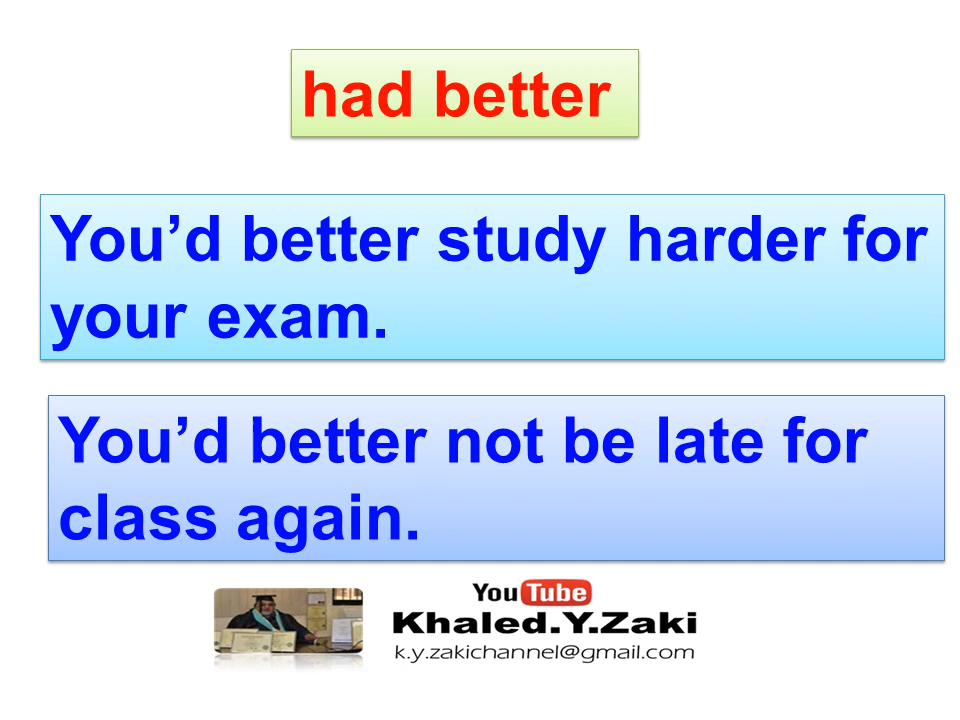 had better
You’d better study harder for
your exam.
You’d better not be late for
class again.
YouTube
Khaled.Y.Zaki
k.y.zakichannel@gmail.com